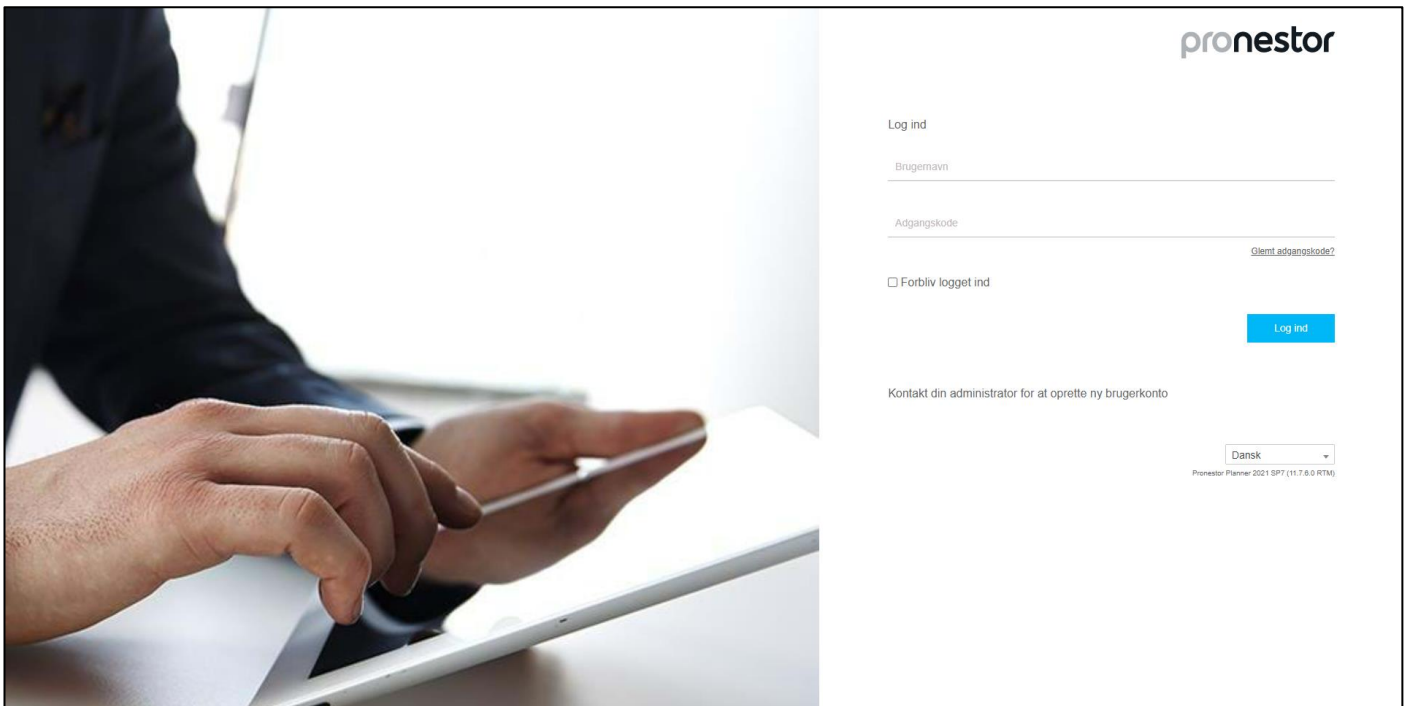 pronestor
Log ind
Brugernavn
Adgangskode
Glemt adgangskode?
Forbliv logget ind
Log ind
Kontakt din administrator for at oprette ny brugerkonto
Dansk
Pronestor Planner 2021 SP7 (11.7.6.0 RTM)